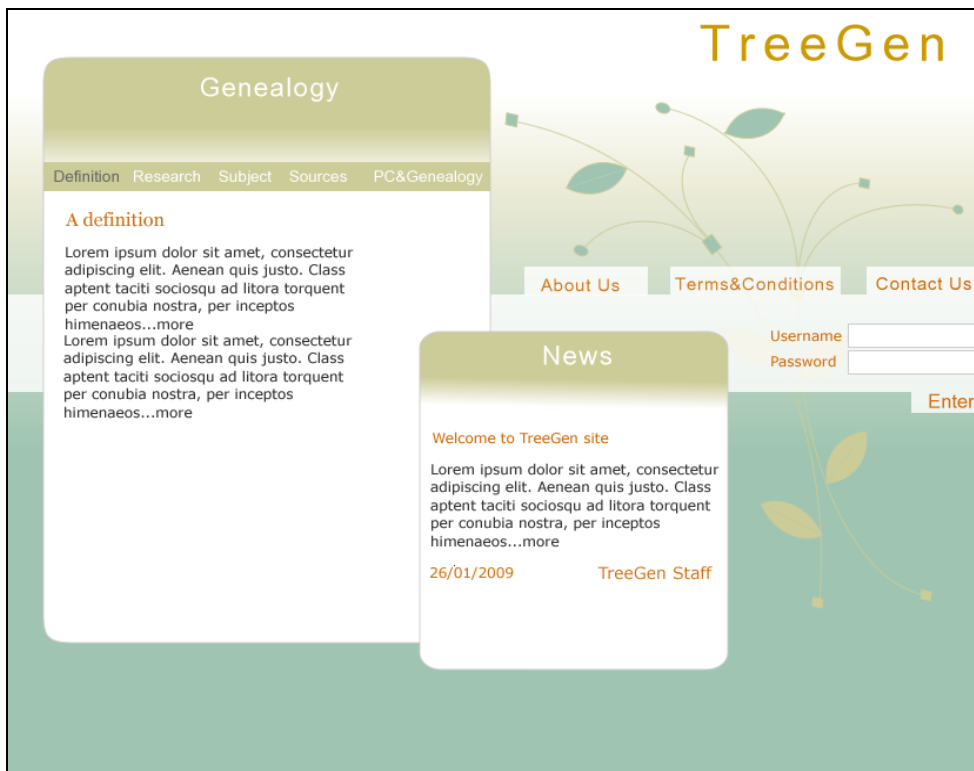 TreeGen
Genealogy
Definition Research Subject Sources PC&Genealogy
A definition
Lorem ipsum dolor sit amet, consectetur
adipiscing elit. Aenean quis justo. Class
aptent taciti sociosqu ad litora torquent
per conubia nostra, per inceptos
himenaeos...more
Lorem ipsum dolor sit amet, consectetur
adipiscing elit. Aenean quis justo. Class
aptent taciti sociosqu ad litora torquent
per conubia nostra, per inceptos
himenaeos...more
About Us Terms&Conditions Contact Us
Username
Password
Enter
News
Welcome to TreeGen site
Lorem ipsum dolor sit amet, consectetur
adipiscing elit. Aenean quis justo. Class
aptent taciti sociosqu ad litora torquent
per conubia nostra, per inceptos
himenaeos...more
26/01/2009 TreeGen Staff